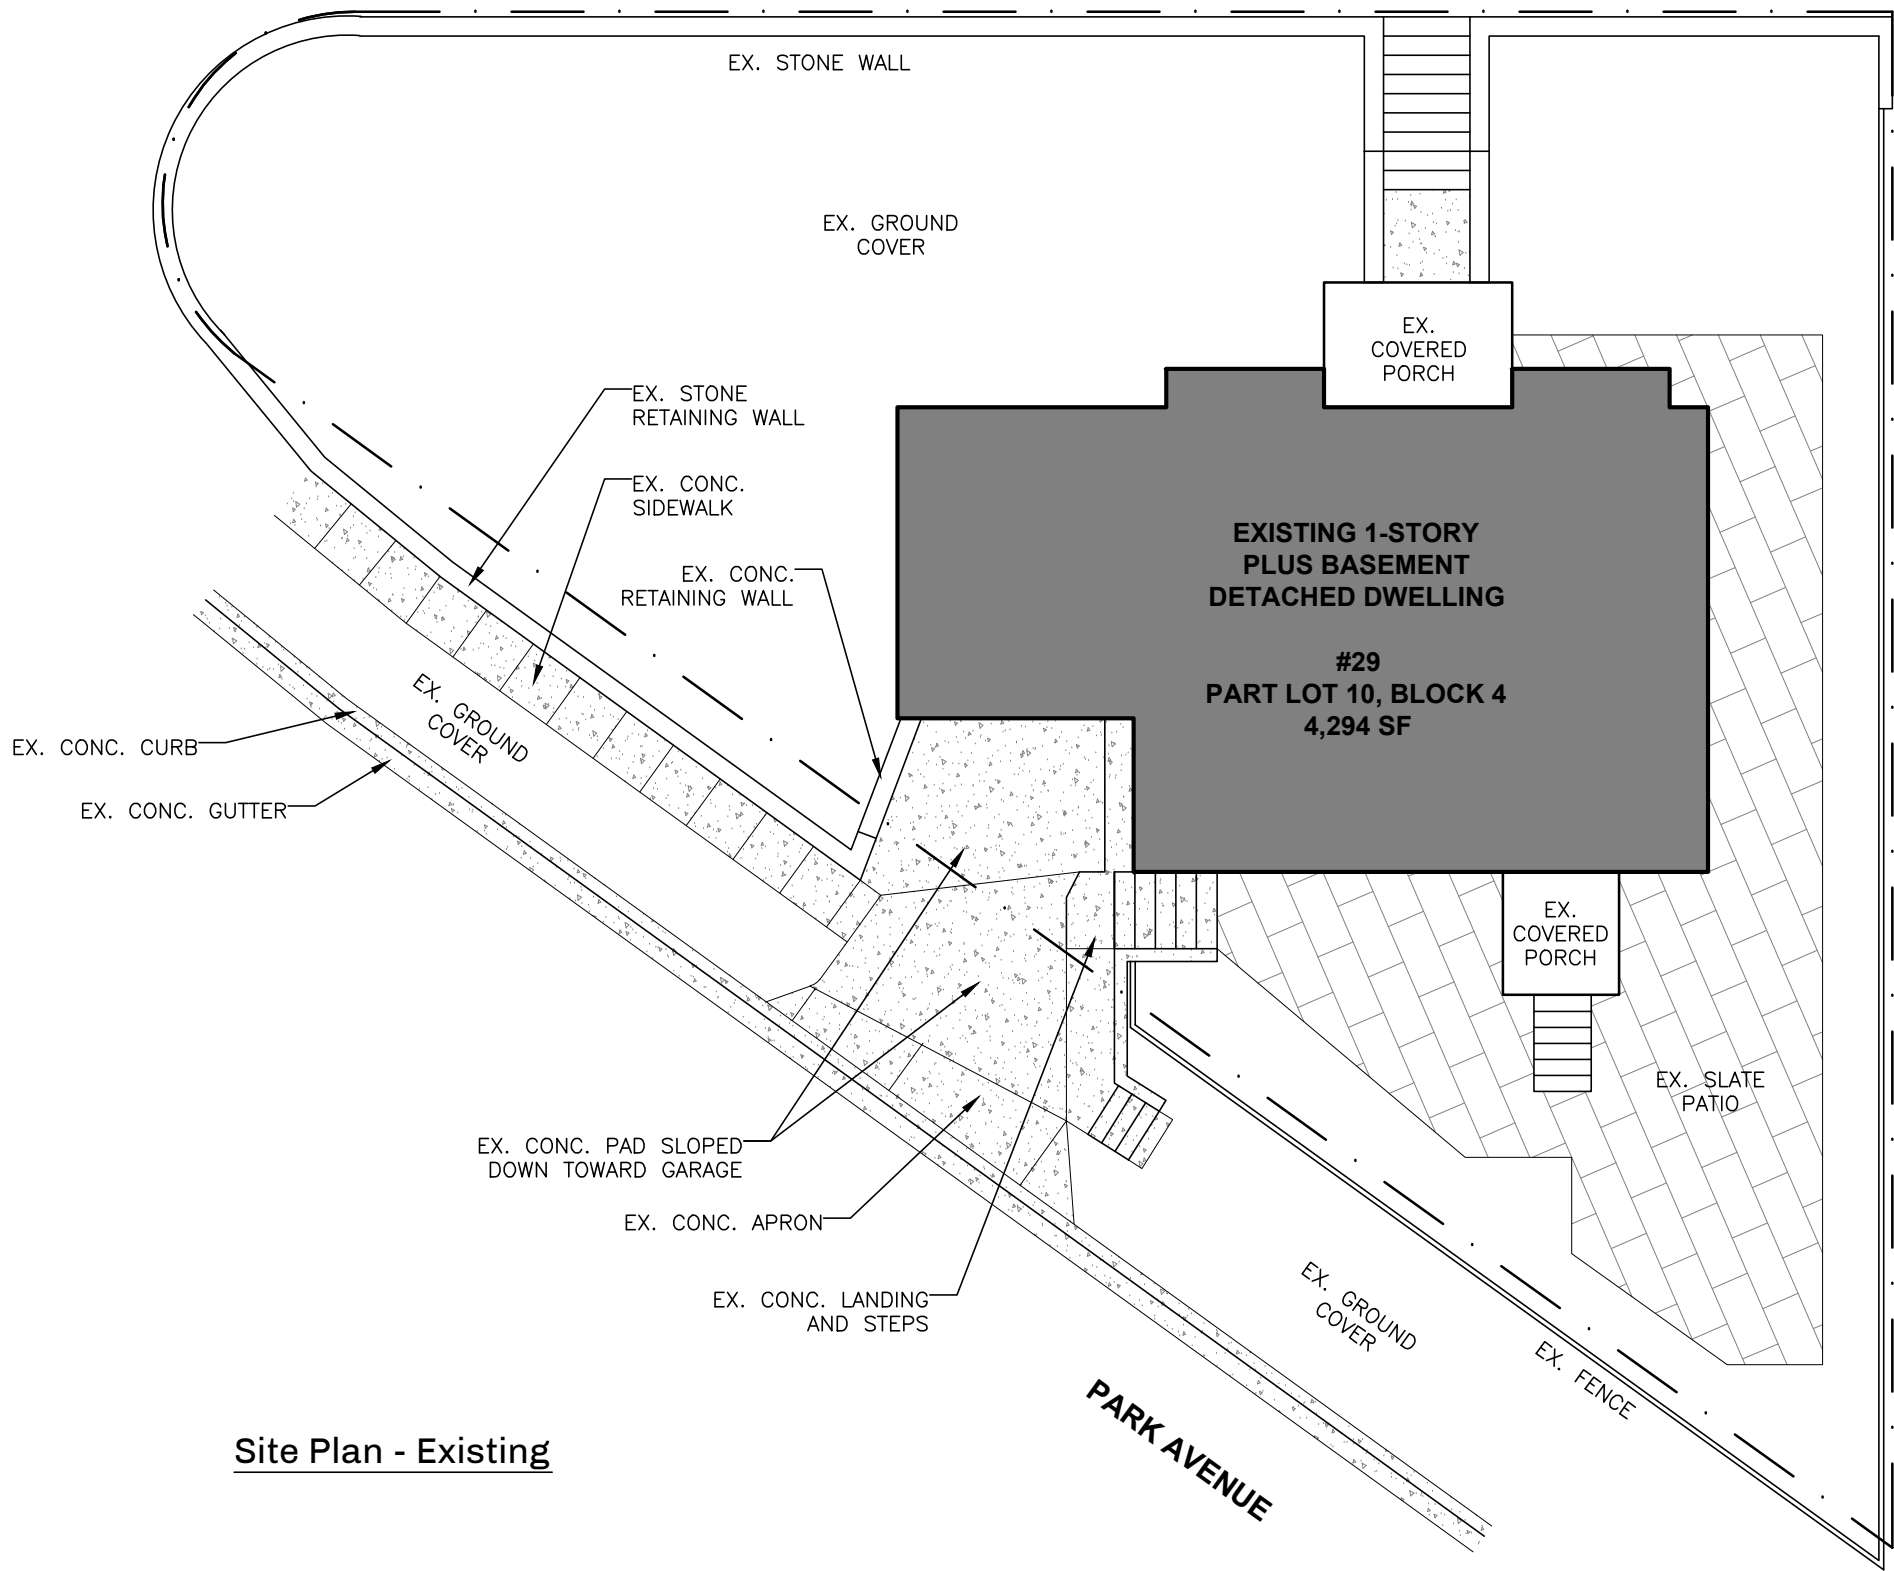 EX. STONE WALL
EX. GROUND
COVER
EX.
COVERED
PORCH
EX. STONE
RETAINING WALL
EX. CONC.
SIDEWALK
EX. CONC.
RETAINING WALL
EXISTING 1-STORY
PLUS BASEMENT
DETACHED DWELLING
#29
PART LOT 10, BLOCK 4
4,294 SF
EX. GROUND
COVER
EX. CONC. CURB
EX. CONC. GUTTER
EX.
COVERED
PORCH
EX. SLATE
PATIO
EX. CONC. PAD SLOPED
DOWN TOWARD GARAGE
EX. CONC. APRON
EX. CONC. LANDING
AND STEPS
EX. GROUND
COVER
EX. FENCE
PARK AVENUE
Site Plan - Existing